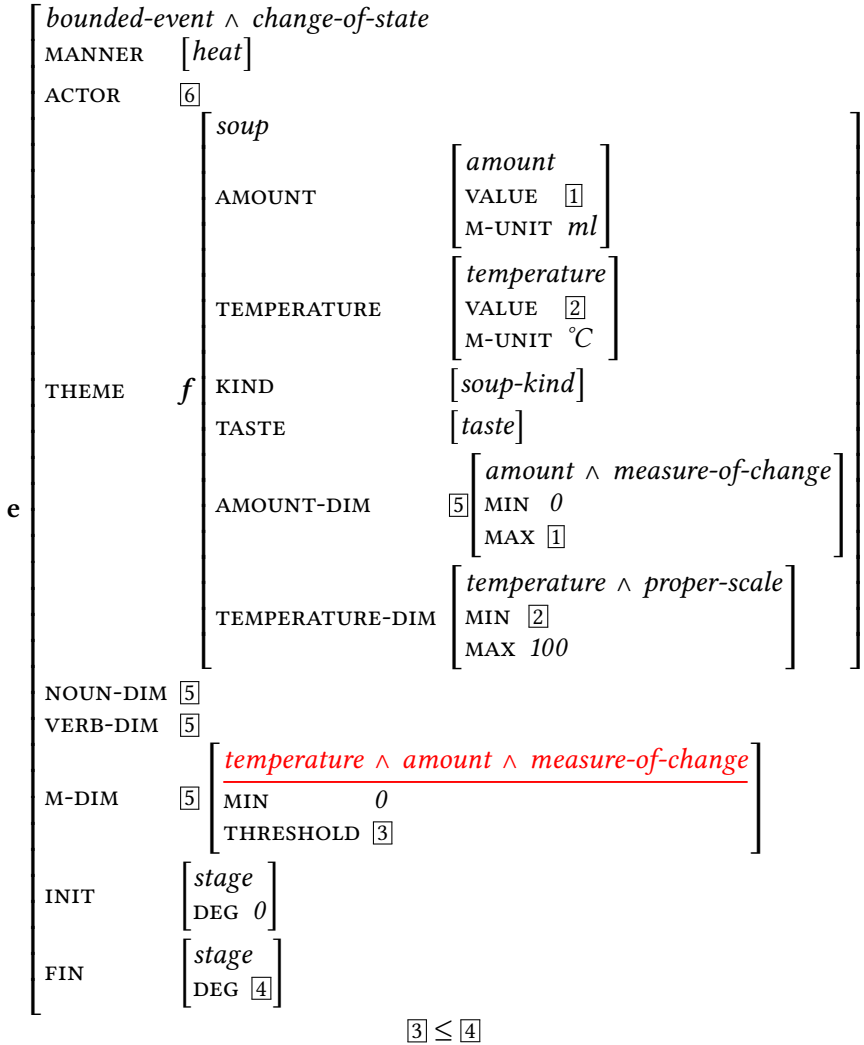 bounded-event ∧ change-of-state
MANNER [heat]
ACTOR 6
soup
amount
AMOUNT VALUE 1
M-UNIT ml
temperature
TEMPERATURE VALUE 2
M-UNIT °C
THEME f KIND [soup-kind]
TASTE [taste]
amount ∧ measure-of-change
e AMOUNT-DIM 5 MIN 0
MAX 1
temperature ∧ proper-scale
TEMPERATURE-DIM MIN 2
MAX 100
NOUN-DIM 5
VERB-DIM 5
temperature ∧ amount ∧ measure-of-change
M-DIM 5 MIN 0
THRESHOLD 3
stage
INIT DEG 0
stage
FIN DEG 4
3 ≤ 4